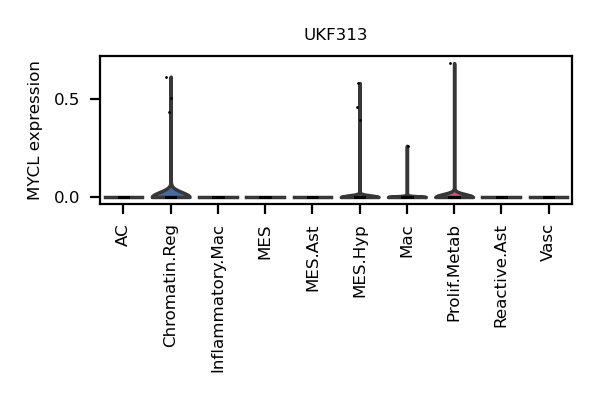 UKF313
MYCL expression
0.5
0.0
AC
Chromatin.Reg
Inflammatory.Mac
MES
MES.Ast
MES.Hyp
Mac
Prolif.Metab
Reactive.Ast
Vasc